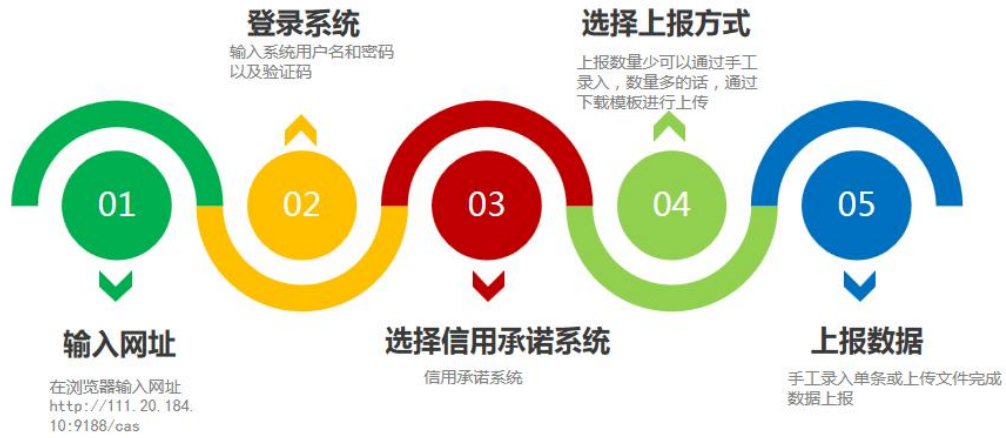 登录系统
输入系统用户名和密码
以及验证码
选择上报方式
上报数量少可以通过手工
录入，数量多的话，通过
下载模板进行上传
01
02
03
04
05
输入网址
在浏览器输入网址
http://111.20.184.
10:9188/cas
选择信用承诺系统
信用承诺系统
上报数据
手工录入单条或上传文件完成
数据上报